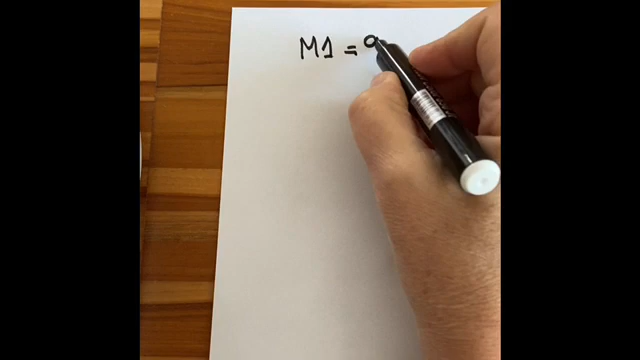 M1 =